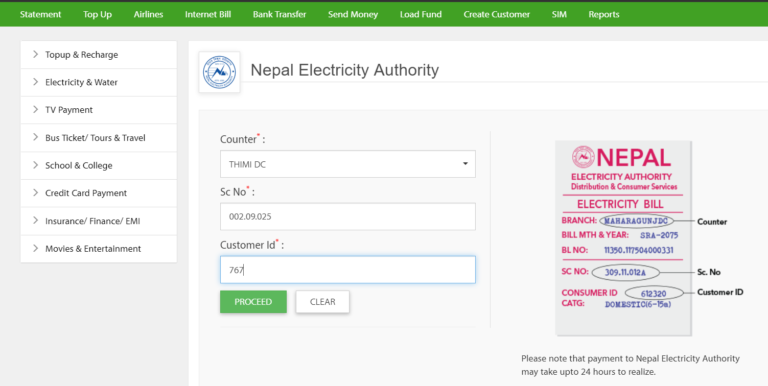 Statement Top Up Airlines Internet Bill Bank Transfer Send Money Load Fund Create Customer SIM Reports
Topup & Recharge
Electricity & Water
TV Payment
Bus Ticket/ Tours & Travel
School & College
Credit Card Payment
Insurance/ Finance/ EMI
Movies & Entertainment
Nepal Electricity Authority
Counter* :
THIMI DC
Sc No* :
002.09.025
Customer Id* :
767
PROCEED CLEAR
NEPAL
ELECTRICITY AUTHORITY
Distribution & Consumer Services
ELECTRICITY BILL
BRANCH: MAHARAGUNJDC Counter
BILL MTH & YEAR: SRA-2075
BL NO: 11350.117504000331
SC NO: 309.11.012A Sc. No
CONSUMER ID 612320 Customer ID
CATG: DOMESTIC(6-15a)
Please note that payment to Nepal Electricity Authority
may take upto 24 hours to realize.